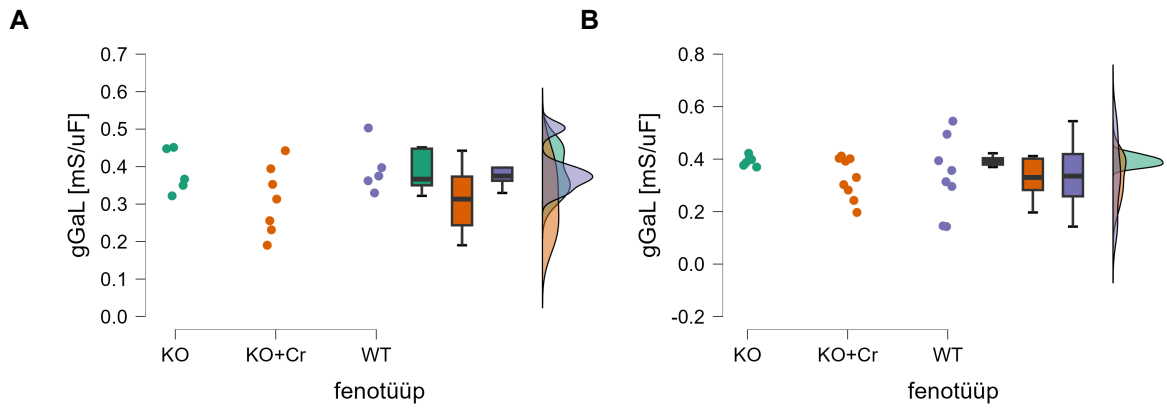 A
gGaL [mS/uF]
0.7
0.6
0.5
0.4
0.3
0.2
0.1
0.0
KO
KO+Cr
WT
fenotüüp
B
gGaL [mS/uF]
0.8
0.6
0.4
0.2
0.0
-0.2
KO
KO+Cr
WT
fenotüüp